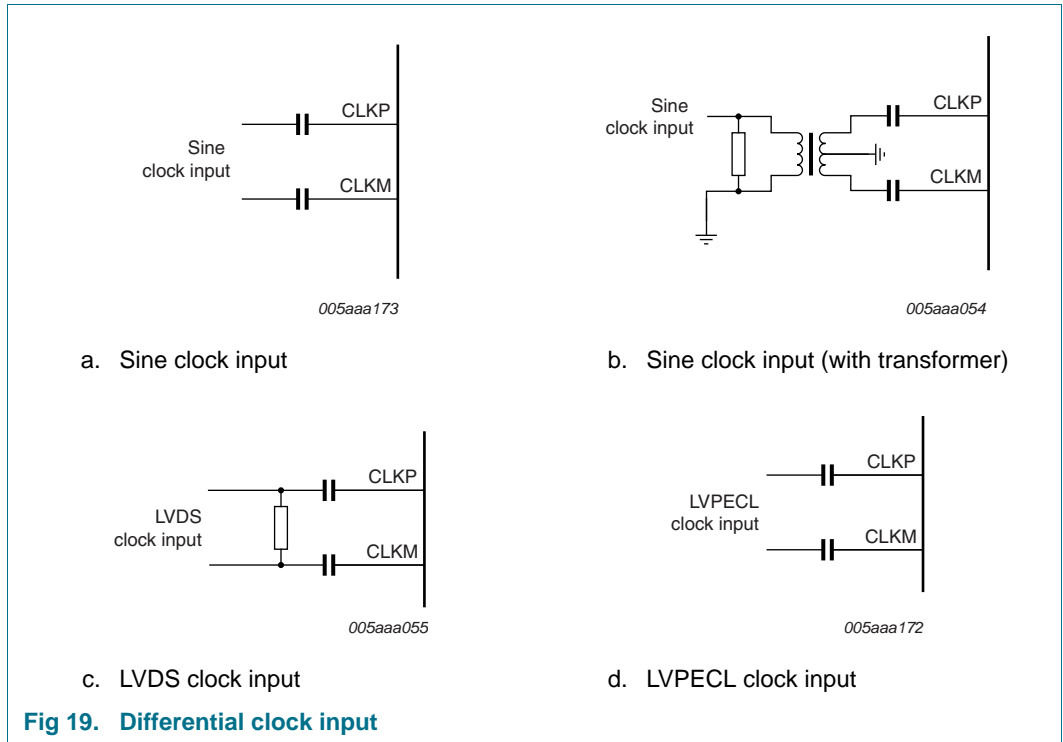 CLKP
Sine
clock input
CLKM
005aaa173
a. Sine clock input
Sine
clock input
CLKP
CLKM
005aaa054
b. Sine clock input (with transformer)
CLKP
LVDS
clock input
CLKM
005aaa055
c. LVDS clock input
CLKP
LVPECL
clock input
CLKM
005aaa172
d. LVPECL clock input
Fig 19. Differential clock input